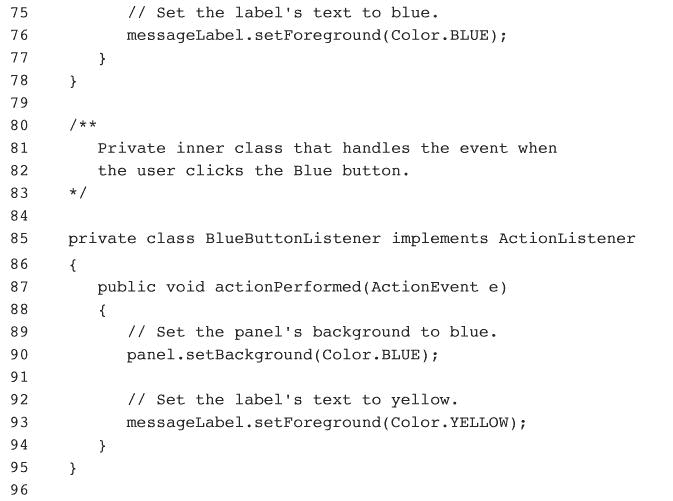 75 // Set the label's text to blue.
76 messageLabel.setForeground(Color.BLUE);
77 }
78 }
79
80 /**
81 Private inner class that handles the event when
82 the user clicks the Blue button.
83 */
84
85 private class BlueButtonListener implements ActionListener
86 {
87 public void actionPerformed(ActionEvent e)
88 {
89 // Set the panel's background to blue.
90 panel.setBackground(Color.BLUE);
91
92 // Set the label's text to yellow.
93 messageLabel.setForeground(Color.YELLOW);
94 }
95 }
96